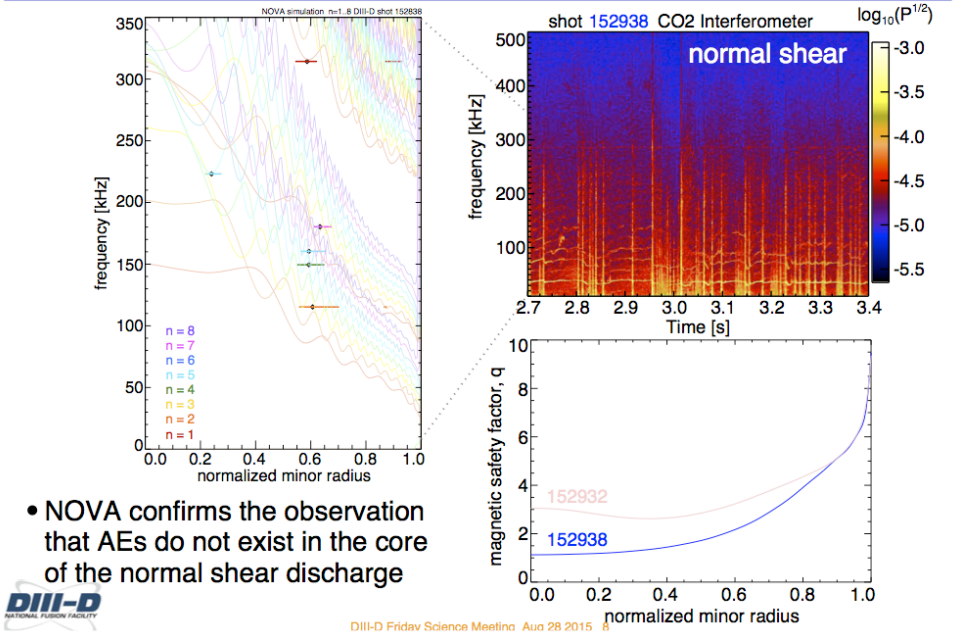 NOVA simulation n=1..8 DIII-D shot 152838
350
300
250
200
150
100
50
0
frequency [kHz]
n = 8
n = 7
n = 6
n = 5
n = 4
n = 3
n = 2
n = 1
0.0 0.2 0.4 0.6 0.8 1.0
normalized minor radius
shot 152938 CO2 Interferometer
log10(P1/2)
normal shear
500
400
300
200
100
frequency [kHz]
2.7 2.8 2.9 3.0 3.1 3.2 3.3 3.4
Time [s]
-3.0
-3.5
-4.0
-4.5
-5.0
-5.5
10
8
6
4
2
0
magnetic safety factor, q
152932
152938
0.0 0.2 0.4 0.6 0.8 1.0
normalized minor radius
• NOVA confirms the observation
that AEs do not exist in the core
of the normal shear discharge
DIII-D
NATIONAL FUSION FACILITY
DIII-D Friday Science Meeting Aug 28 2015 8